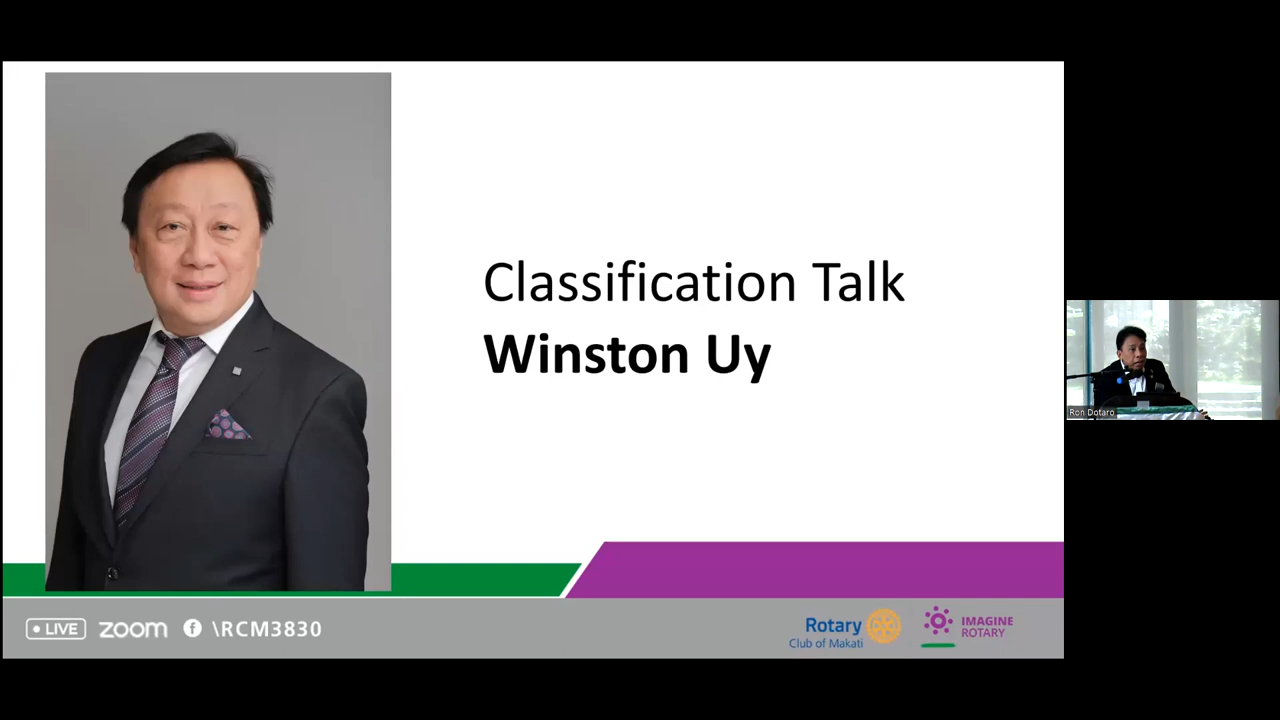 Classification Talk
Winston Uy
Ron Dotaro
LIVE zoom \RCM3830
Rotary
Club of Makati
IMAGINE
ROTARY